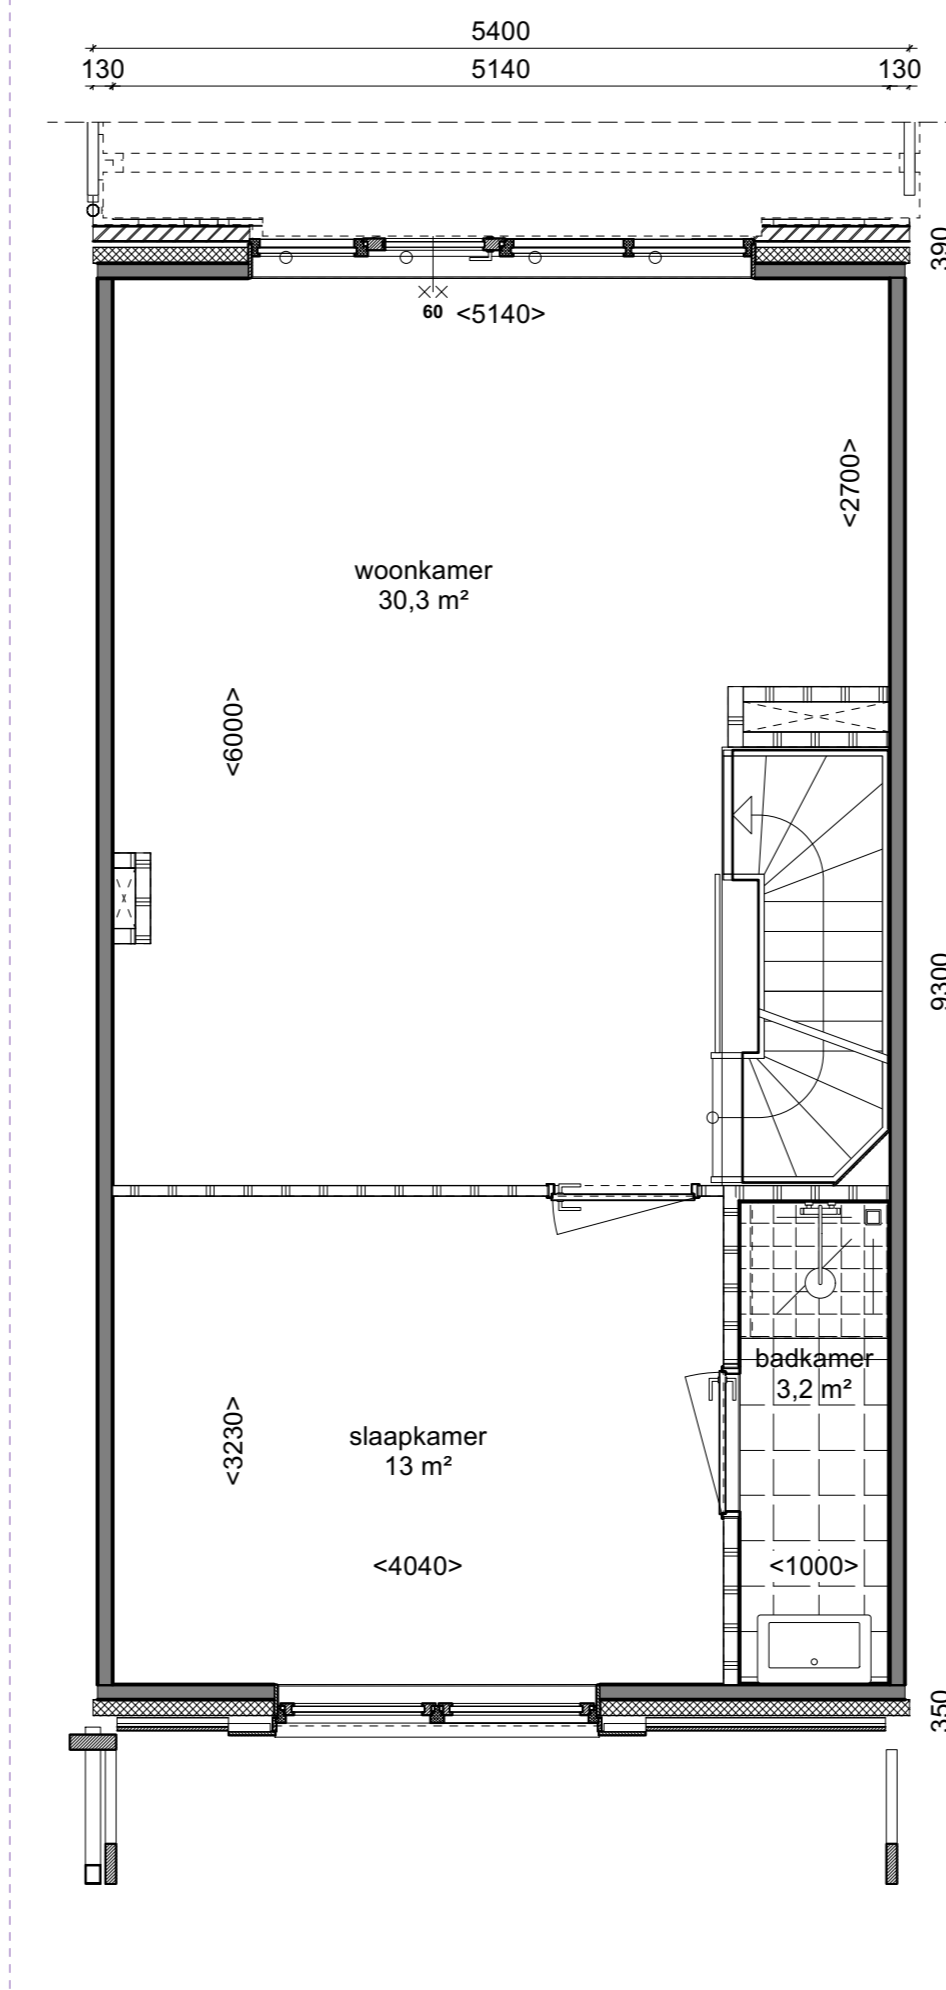 5400
130 5140 130
390
60 <5140>
<2700>
woonkamer
30,3 m²
<6000>
9300
badkamer
3,2 m²
<3230>
slaapkamer
13 m²
<4040> <1000>
350